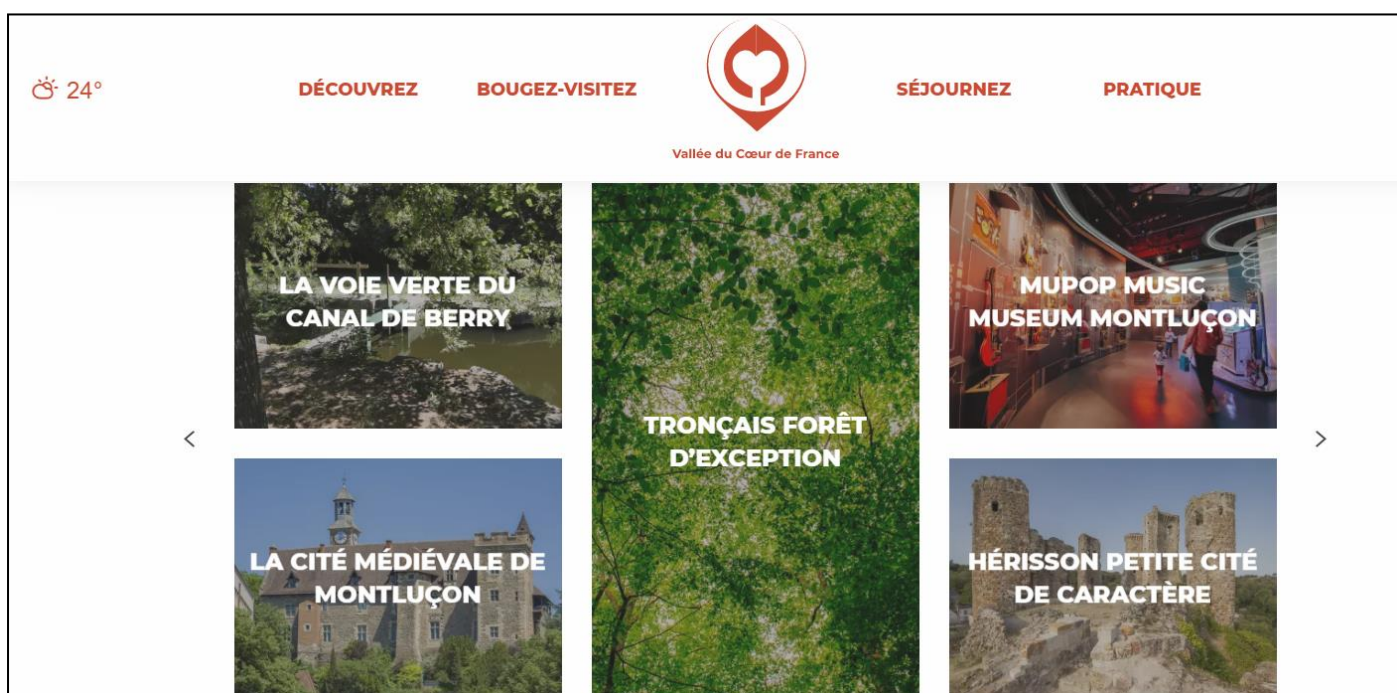 24°
DÉCOUVREZ
BOUGEZ-VISITEZ
Vallée du Cœur de France
SÉJOURNEZ
PRATIQUE
LA VOIE VERTE DU
CANAL DE BERRY
TRONÇAIS FORÊT
D'EXCEPTION
MUPOP MUSIC
MUSEUM MONTLUÇON
LA CITÉ MÉDIÉVALE DE
MONTLUÇON
HÉRISSON PETITE CITÉ
DE CARACTÈRE